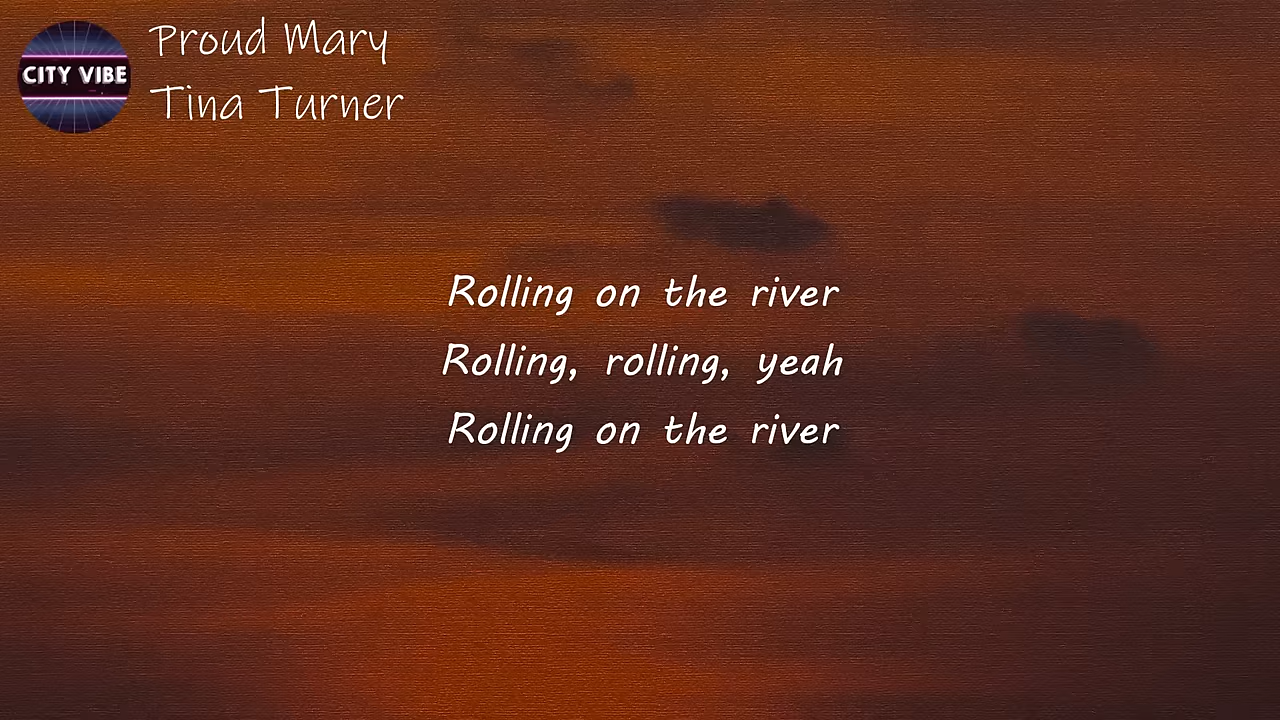 Proud Mary
CITY VIBE
Tina Turner
Rolling on the river
Rolling, rolling, yeah
Rolling on the river